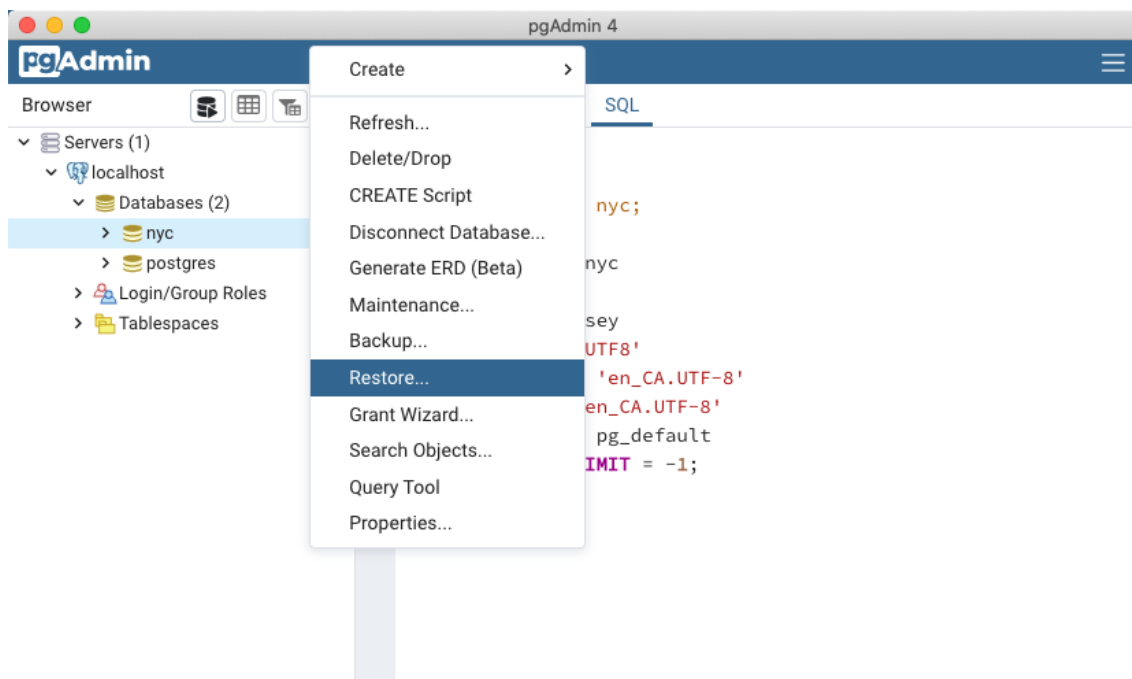 pgAdmin 4
pgAdmin
Browser
Servers (1)
localhost
Databases (2)
nyc
postgres
Login/Group Roles
Tablespaces
Create
Refresh...
Delete/Drop
CREATE Script
Disconnect Database...
Generate ERD (Beta)
Maintenance...
Backup...
Restore...
Grant Wizard...
Search Objects...
Query Tool
Properties...
SQL
nyc;
nyc
sey
UTF8'
'en_CA.UTF-8'
en_CA.UTF-8'
pg_default
IMIT = -1;